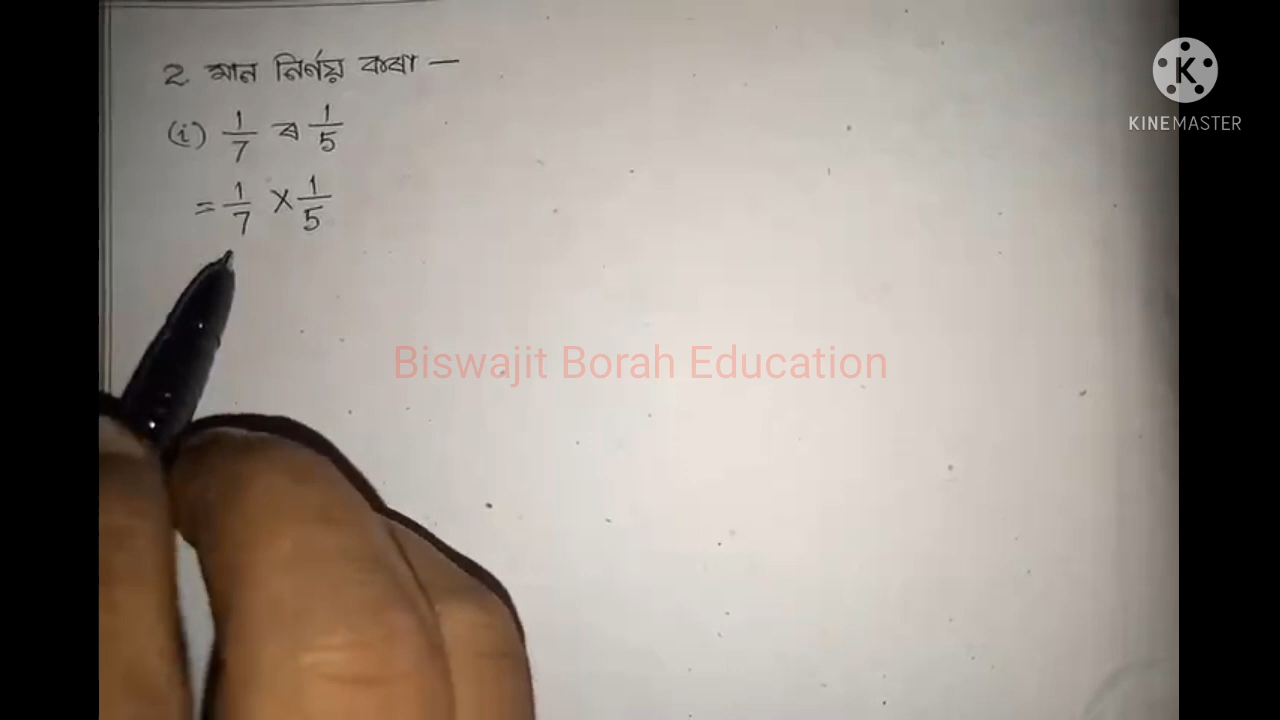 2. মান নিৰ্ণয় কৰা —
(i) 1/7 ৰ 1/5
= 1/7 × 1/5
Biswajit Borah Education
K
KINEMASTER